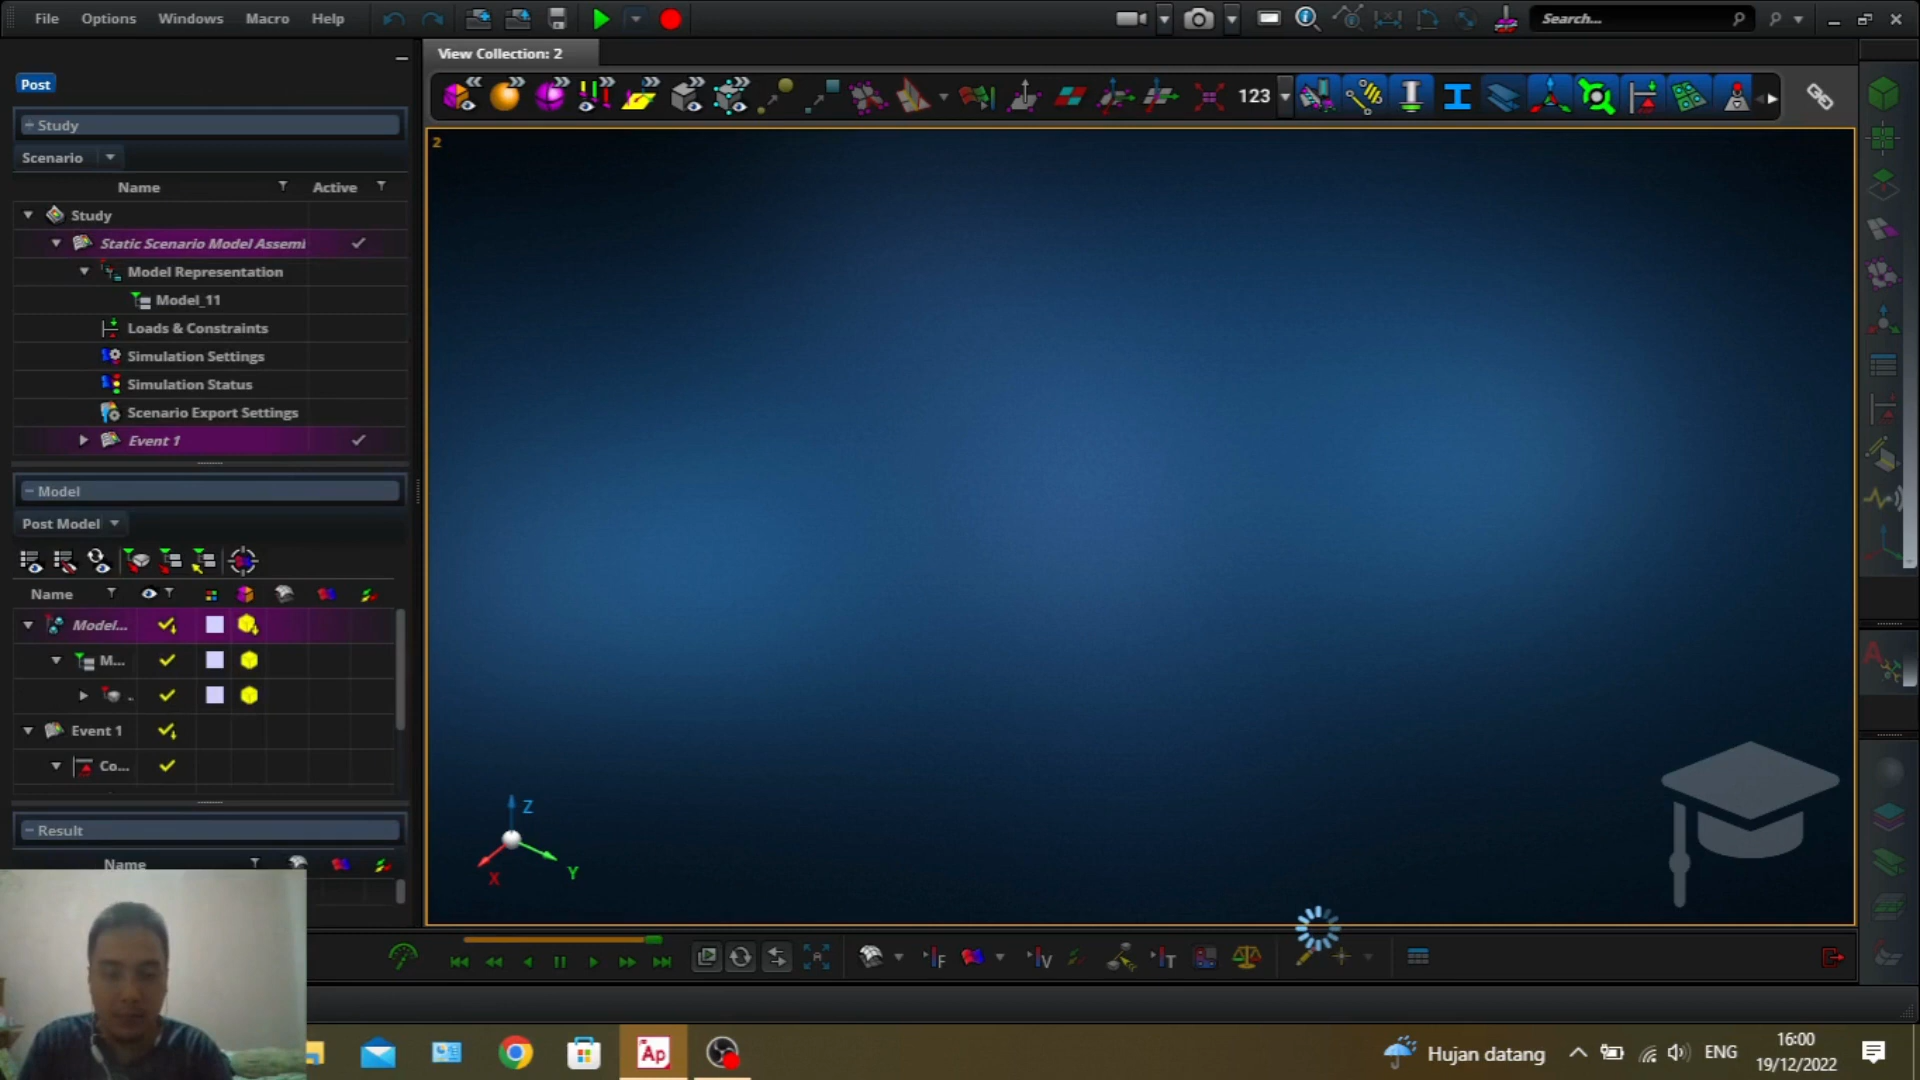 File Options Windows Macro Help
Search...
View Collection: 2
Post
123
+ Study
Scenario
2
Name Active
Study
Static Scenario Model Assemb
Model Representation
Model_11
Loads & Constraints
Simulation Settings
Simulation Status
Scenario Export Settings
Event 1
− Model
Post Model
Name
Model...
M...
Event 1
Co...
− Result
Name
Z
Y
X
F V T
Ap
Hujan datang
ENG
16:00
19/12/2022